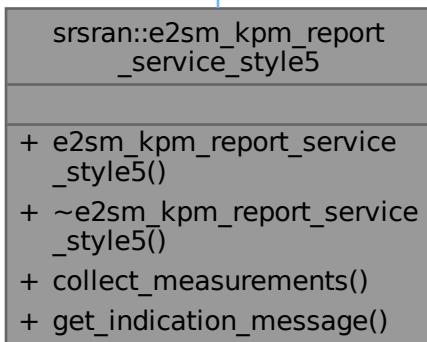 srsran::e2sm_kpm_report
_service_style5
+ e2sm_kpm_report_service
_style5()
+ ~e2sm_kpm_report_service
_style5()
+ collect_measurements()
+ get_indication_message()